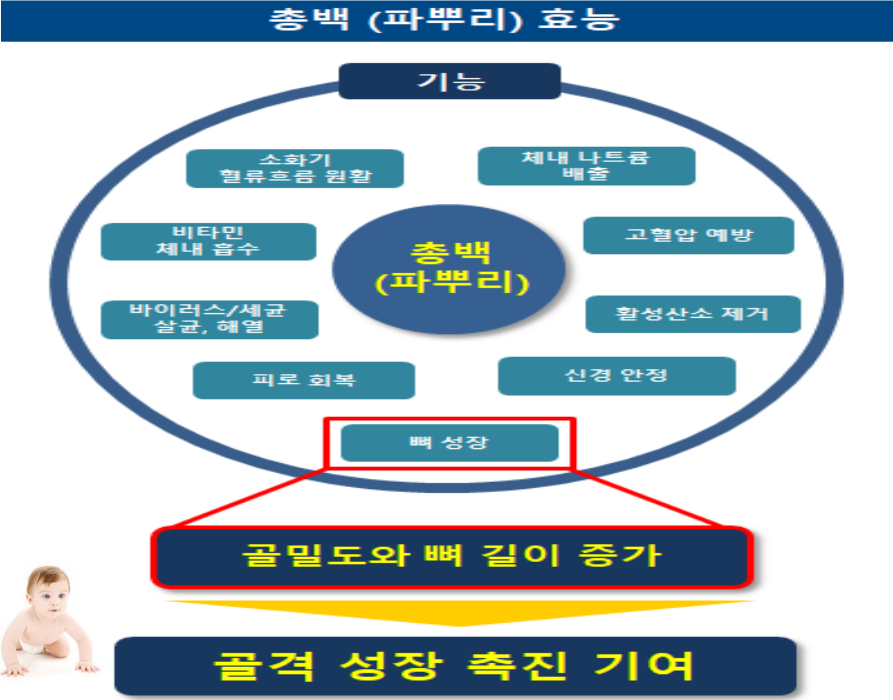 총백 (파뿌리) 효능
기능
소화기
혈류흐름 원활
체내 나트륨
배출
비타민
체내 흡수
총백
(파뿌리)
고혈압 예방
바이러스/세균
살균, 해열
활성산소 제거
피로 회복
신경 안정
뼈 성장
골밀도와 뼈 길이 증가
골격 성장 촉진 기여